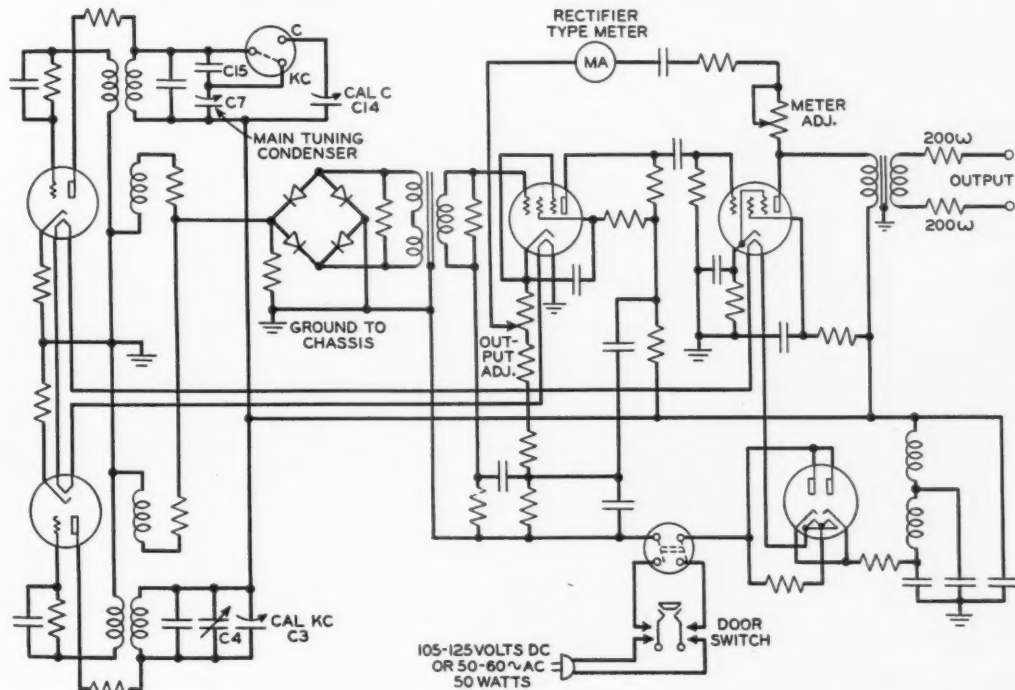 RECTIFIER
TYPE METER
MA
C
C15
KC
CAL C
C14
C7
MAIN TUNING
CONDENSER
METER
ADJ.
200ω
OUTPUT
200ω
GROUND TO
CHASSIS
OUT-
PUT
ADJ.
C4
CAL KC
C3
DOOR
SWITCH
105-125 VOLTS DC
OR 50-60~AC
50 WATTS